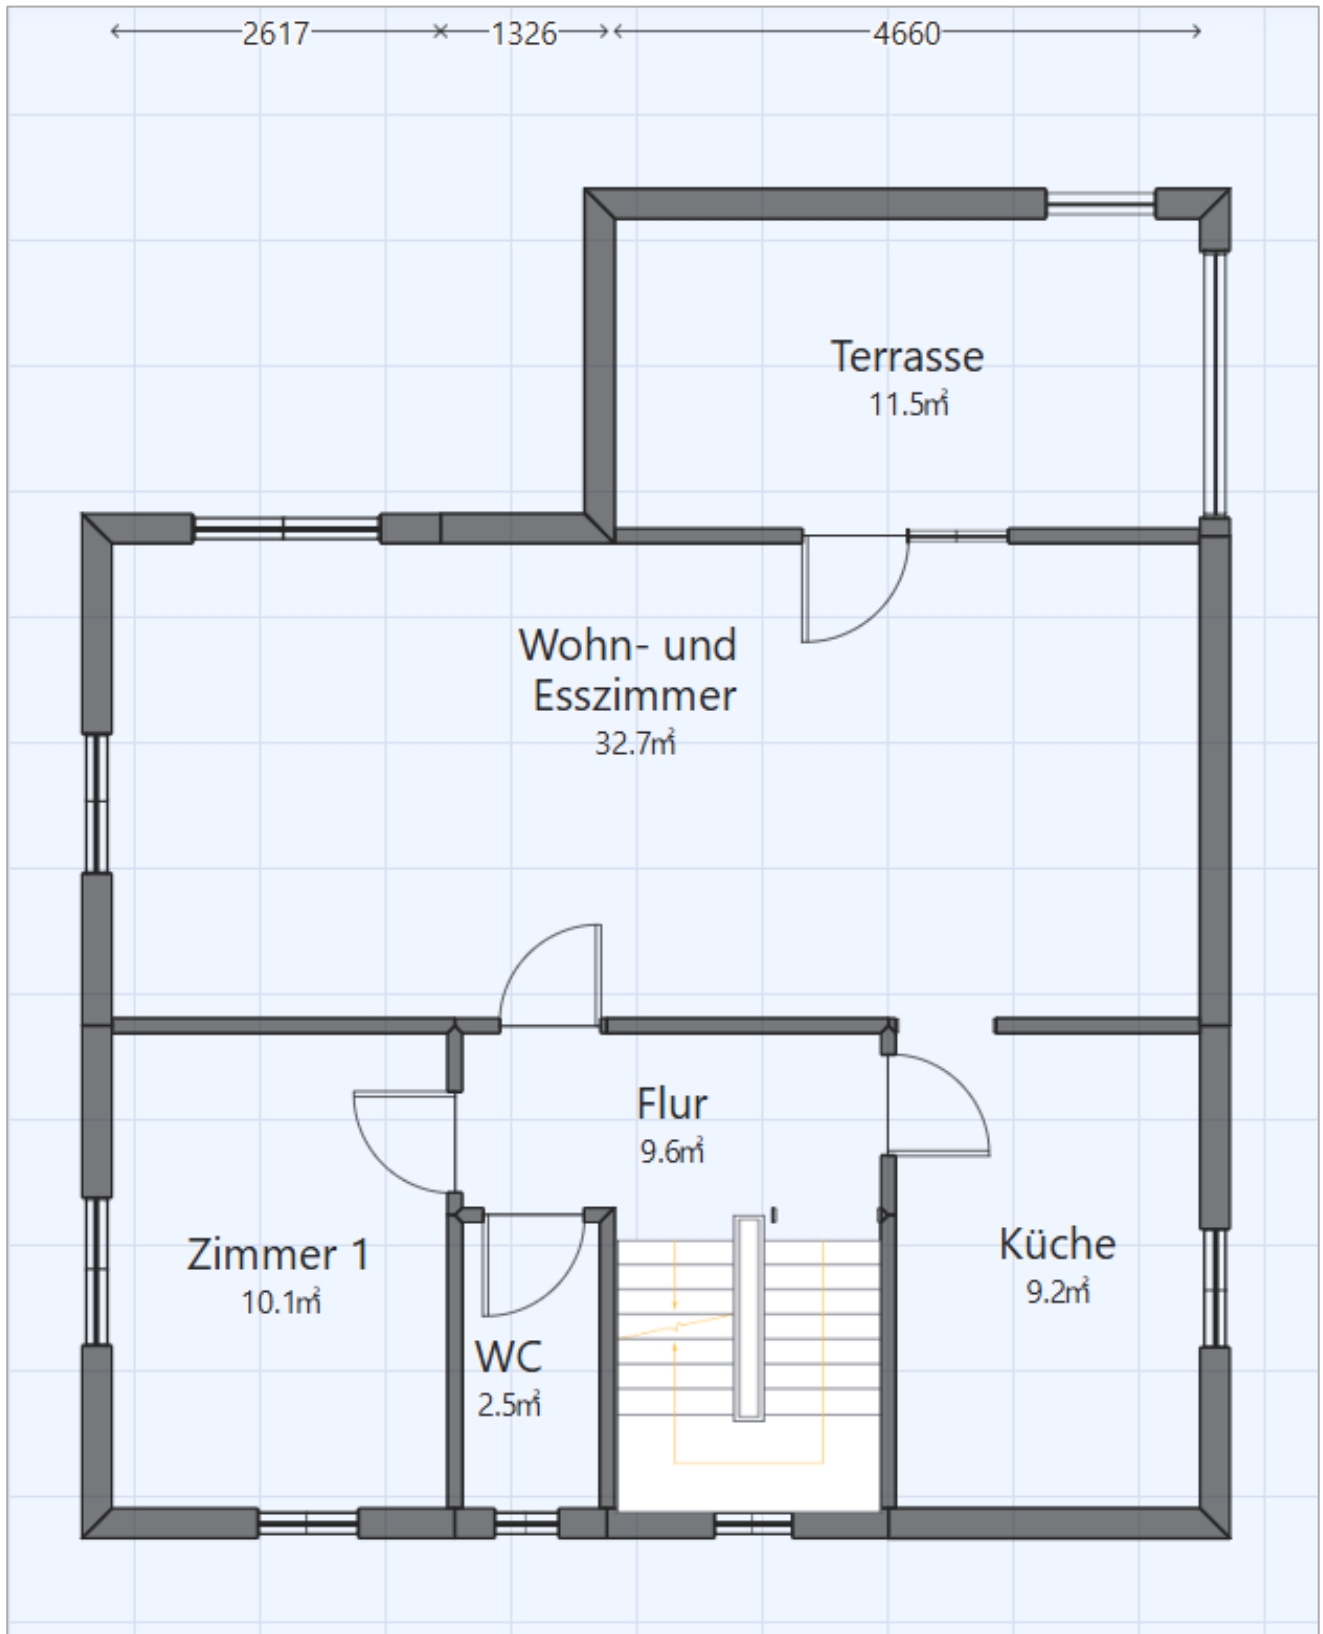 2617 1326 4660
Terrasse
11.5㎡
Wohn- und
Esszimmer
32.7㎡
Flur
9.6㎡
Zimmer 1
10.1㎡
Küche
9.2㎡
WC
2.5㎡